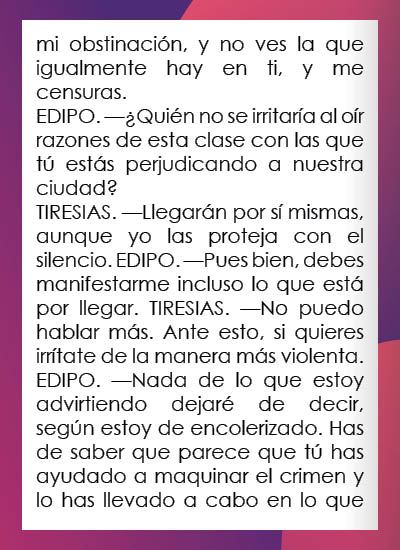 mi obstinación, y no ves la que
igualmente hay en ti, y me
censuras.
EDIPO. —¿Quién no se irritaría al oír
razones de esta clase con las que
tú estás perjudicando a nuestra
ciudad?
TIRESIAS. —Llegarán por sí mismas,
aunque yo las proteja con el
silencio. EDIPO. —Pues bien, debes
manifestarme incluso lo que está
por llegar. TIRESIAS. —No puedo
hablar más. Ante esto, si quieres
irrítate de la manera más violenta.
EDIPO. —Nada de lo que estoy
advirtiendo dejaré de decir,
según estoy de encolerizado. Has
de saber que parece que tú has
ayudado a maquinar el crimen y
lo has llevado a cabo en lo que